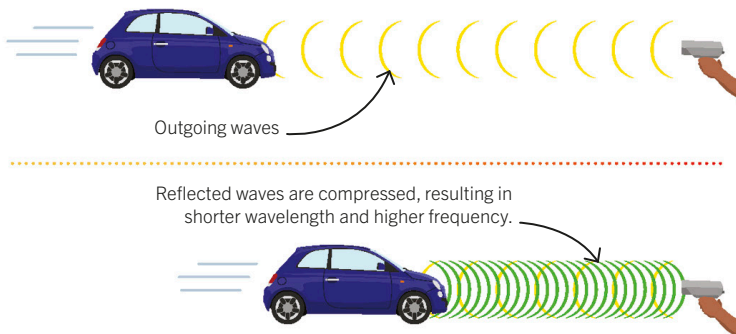 Outgoing waves
Reflected waves are compressed, resulting in
shorter wavelength and higher frequency.